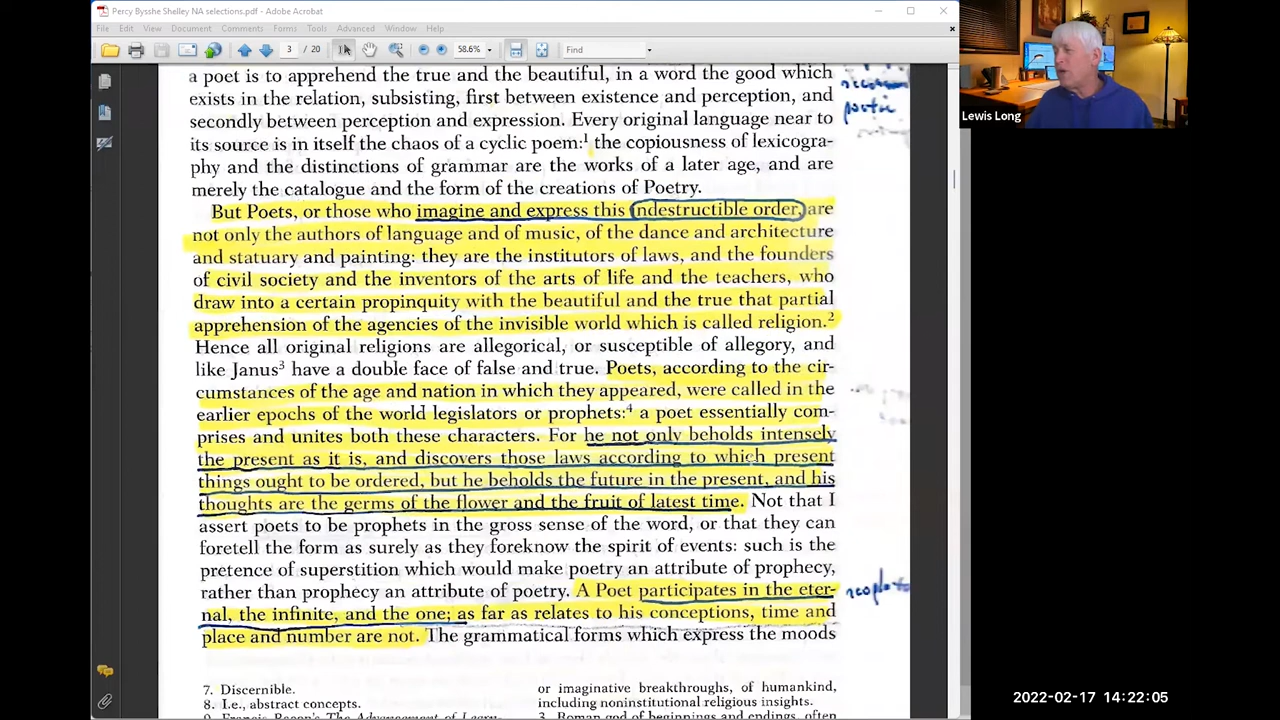 Percy Bysshe Shelley NA selections.pdf - Adobe Acrobat
File Edit View Document Comments Forms Tools Advanced Window Help
3 / 20 58.6% Find
Lewis Long
a poet is to apprehend the true and the beautiful, in a word the good which
exists in the relation, subsisting, first between existence and perception, and
secondly between perception and expression. Every original language near to
its source is in itself the chaos of a cyclic poem:1 the copiousness of lexicogra-
phy and the distinctions of grammar are the works of a later age, and are
merely the catalogue and the form of the creations of Poetry.
But Poets, or those who imagine and express this indestructible order, are
not only the authors of language and of music, of the dance and architecture
and statuary and painting: they are the institutors of laws, and the founders
of civil society and the inventors of the arts of life and the teachers, who
draw into a certain propinquity with the beautiful and the true that partial
apprehension of the agencies of the invisible world which is called religion.2
Hence all original religions are allegorical, or susceptible of allegory, and
like Janus3 have a double face of false and true. Poets, according to the cir-
cumstances of the age and nation in which they appeared, were called in the
earlier epochs of the world legislators or prophets:4 a poet essentially com-
prises and unites both these characters. For he not only beholds intensely
the present as it is, and discovers those laws according to which present
things ought to be ordered, but he beholds the future in the present, and his
thoughts are the germs of the flower and the fruit of latest time. Not that I
assert poets to be prophets in the gross sense of the word, or that they can
foretell the form as surely as they foreknow the spirit of events: such is the
pretence of superstition which would make poetry an attribute of prophecy,
rather than prophecy an attribute of poetry. A Poet participates in the eter-
nal, the infinite, and the one; as far as relates to his conceptions, time and
place and number are not. The grammatical forms which express the moods
7. Discernible.
8. I.e., abstract concepts.
9. Francis Bacon's The Advancement of Learn-
or imaginative breakthroughs, of humankind,
including noninstitutional religious insights.
3. Roman god of beginnings and endings, often
2022-02-17 14:22:05